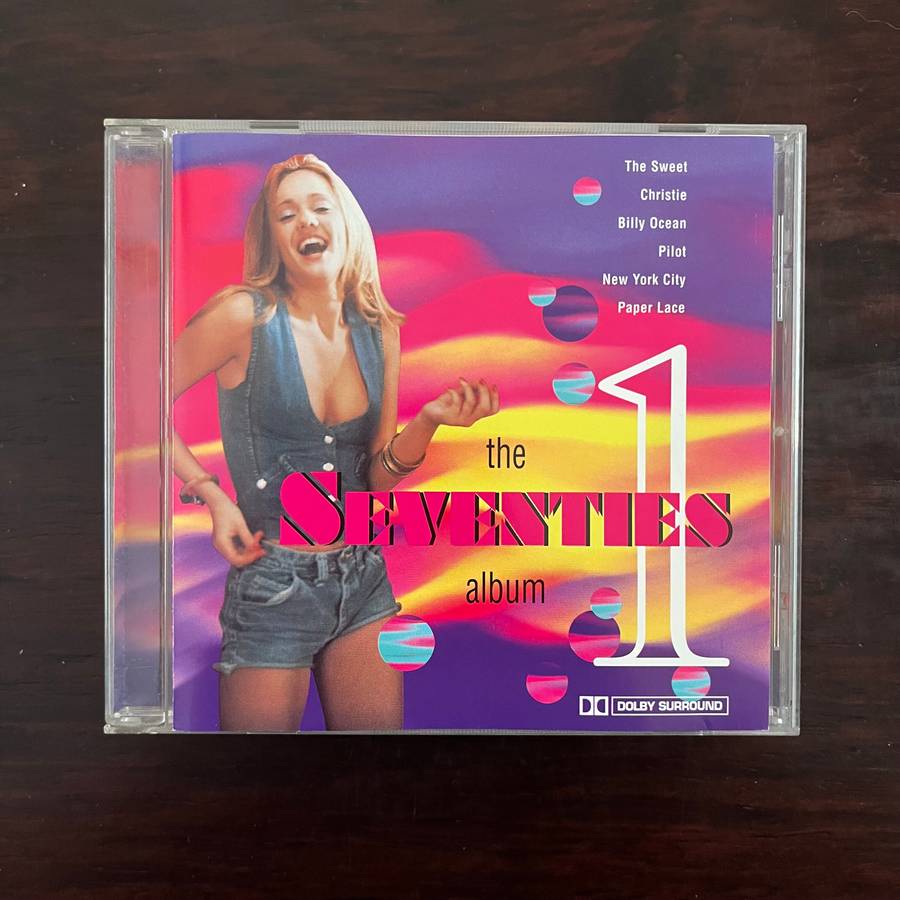 The Sweet
Christie
Billy Ocean
Pilot
New York City
Paper Lace
1
the
SEVENTIES
album
DOLBY SURROUND